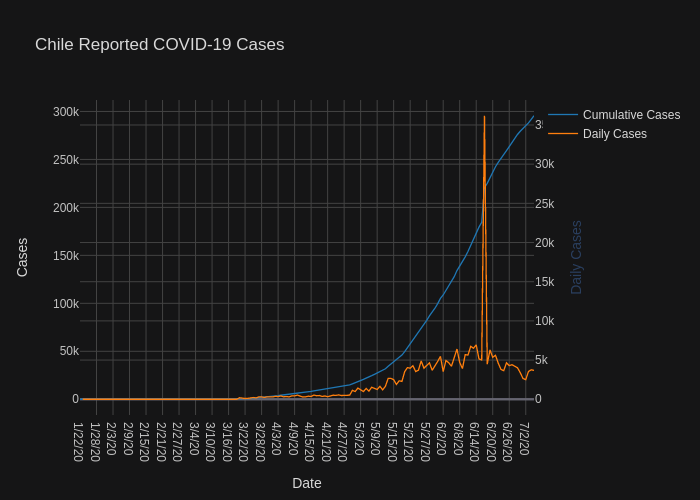 Chile Reported COVID-19 Cases
Cumulative Cases
Daily Cases
300k
250k
200k
150k
100k
50k
0
30k
25k
20k
15k
10k
5k
0
Cases
Daily Cases
1/22/20
1/28/20
2/3/20
2/9/20
2/15/20
2/21/20
2/27/20
3/4/20
3/10/20
3/16/20
3/22/20
3/28/20
4/3/20
4/9/20
4/15/20
4/21/20
4/27/20
5/3/20
5/9/20
5/15/20
5/21/20
5/27/20
6/2/20
6/8/20
6/14/20
6/20/20
6/26/20
7/2/20
Date